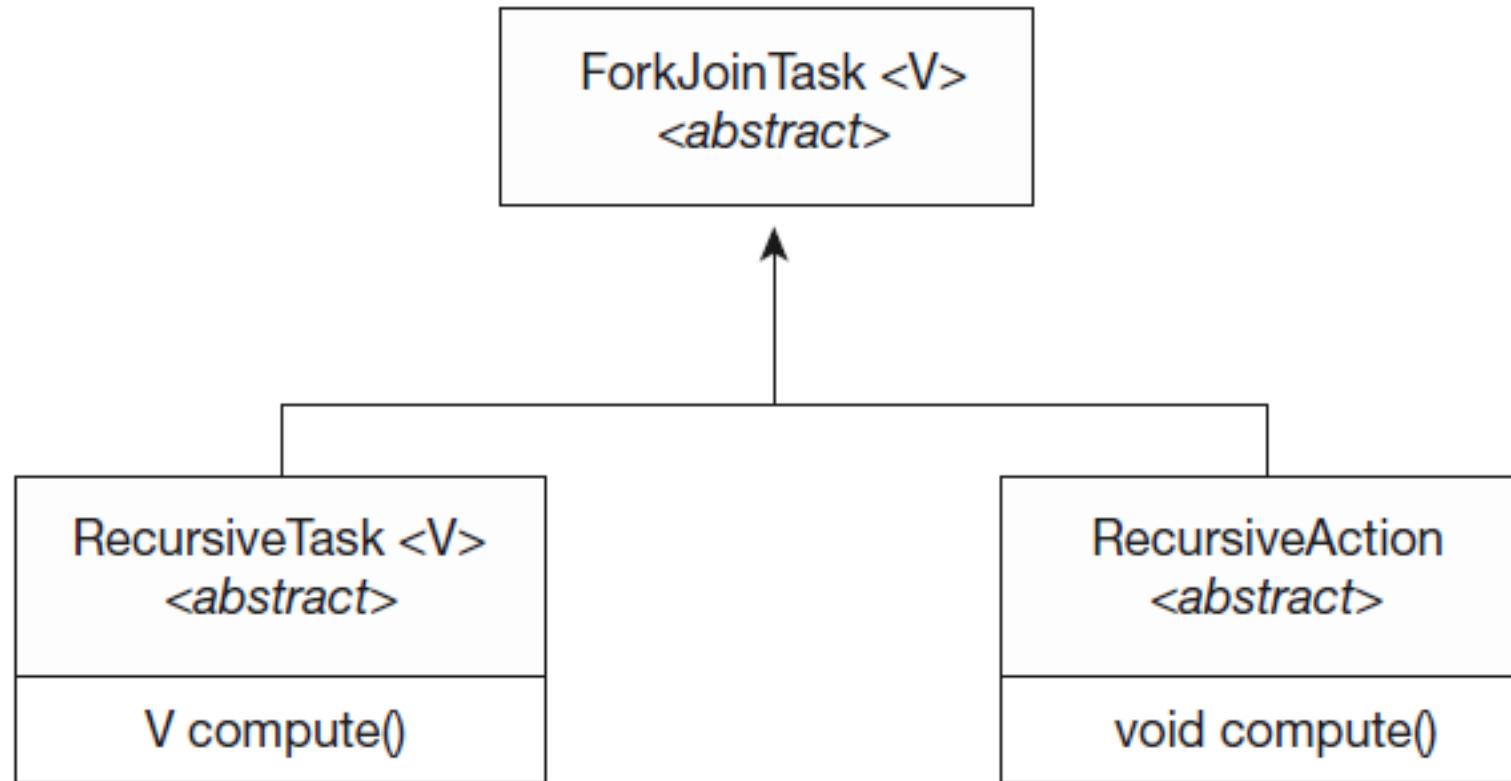 ForkJoinTask <V>
<abstract>
RecursiveTask <V>
<abstract>
V compute()
RecursiveAction
<abstract>
void compute()